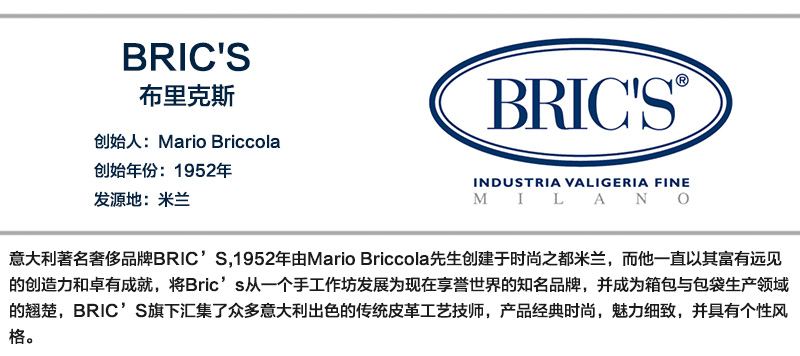 BRIC'S
布里克斯
创始人：Mario Briccola
创始年份：1952年
发源地：米兰
BRIC'S®
INDUSTRIA VALIGERIA FINE
MILANO
意大利著名奢侈品牌BRIC’S,1952年由Mario Briccola先生创建于时尚之都米兰，而他一直以其富有远见
的创造力和卓有成就，将Bric’s从一个手工作坊发展为现在享誉世界的知名品牌，并成为箱包与包袋生产领域
的翘楚，BRIC’S旗下汇集了众多意大利出色的传统皮革工艺技师，产品经典时尚，魅力细致，并具有个性风
格。